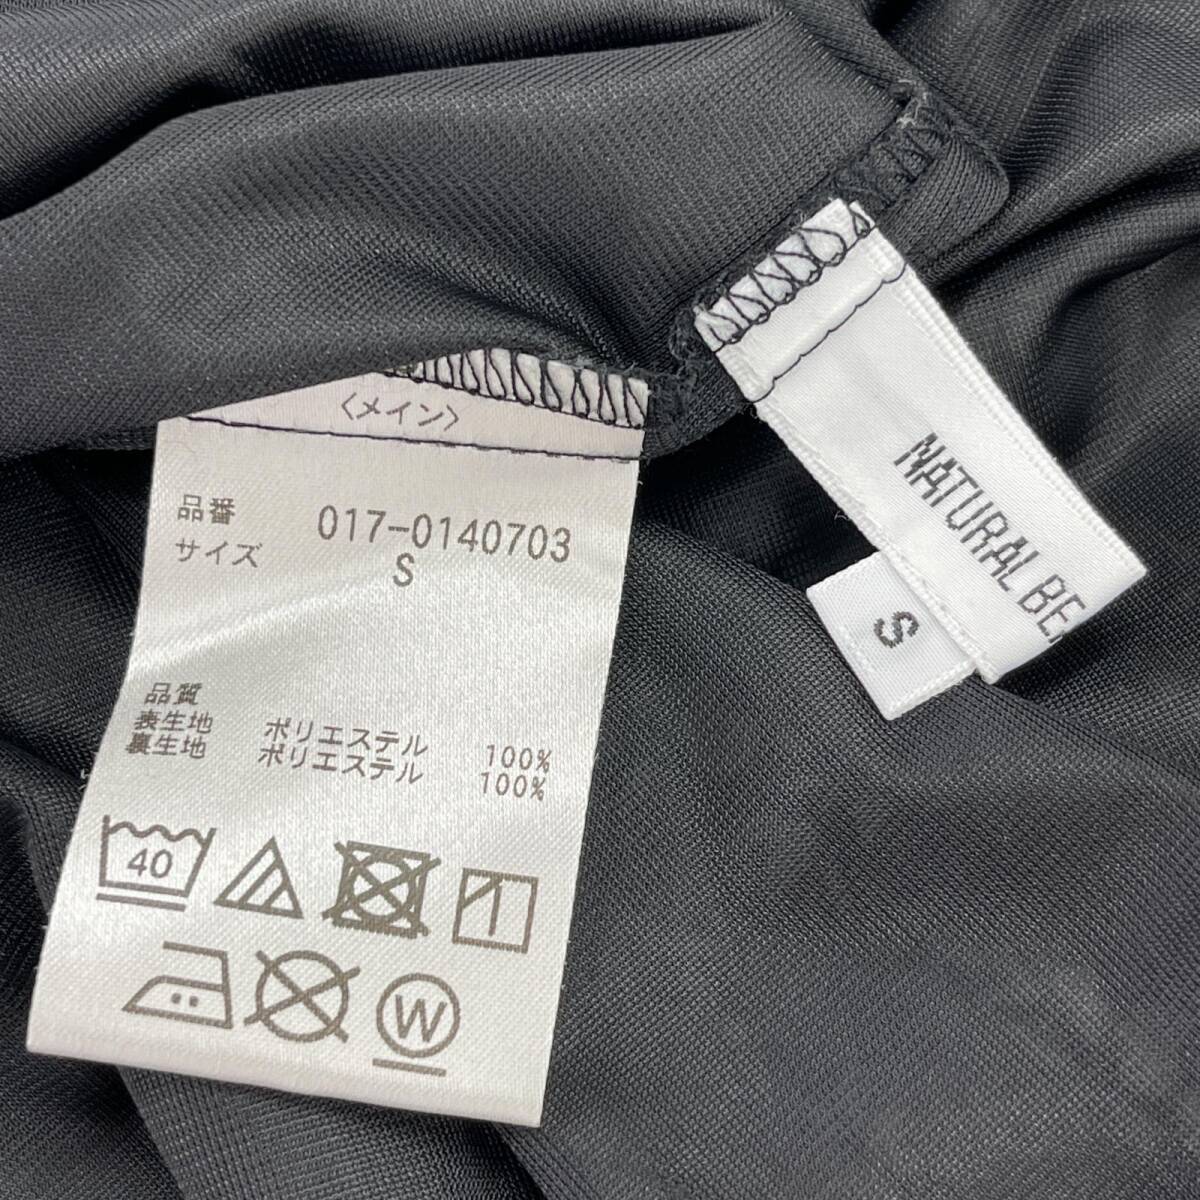 〈メイン〉
品番 017-0140703
サイズ S
品質
表生地 ポリエステル 100%
裏生地 ポリエステル 100%
40
W
NATURAL
S